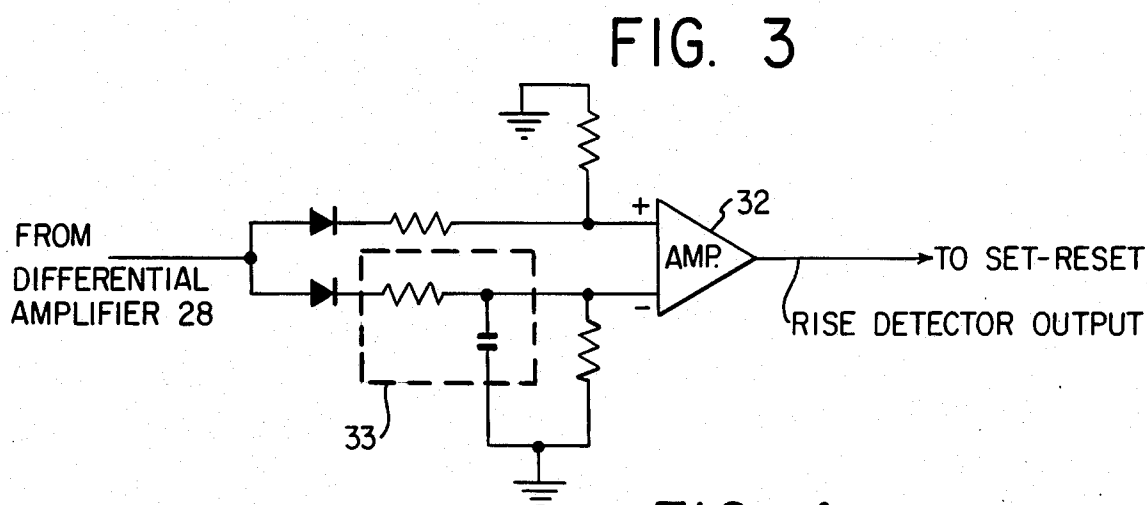 FIG. 3
+
32
FROM
DIFFERENTIAL
AMPLIFIER 28
AMP.
TO SET-RESET
-
RISE DETECTOR OUTPUT
33